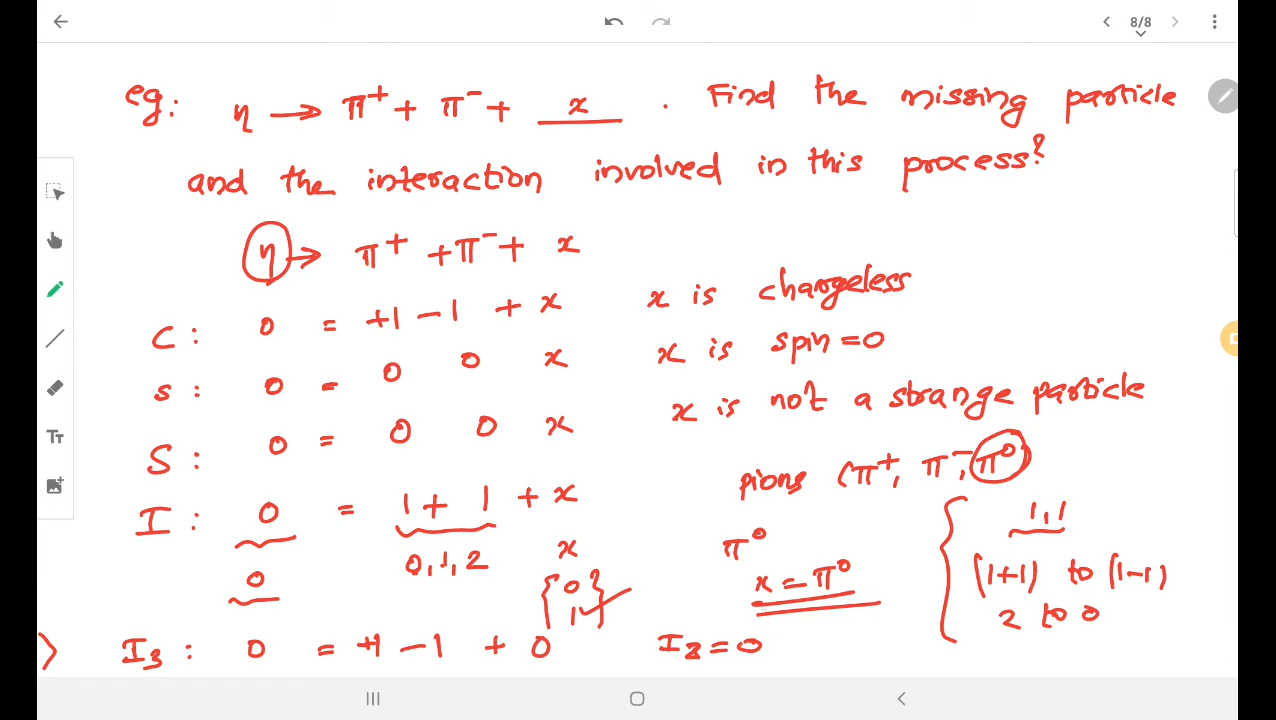 8/8
eg: η → π⁺ + π⁻ + x . Find the missing particle
and the interaction involved in this process?
η → π⁺ + π⁻ + x
C : 0 = +1 -1 + x x is chargeless
s : 0 = 0 0 x x is spin = 0
S : 0 = 0 0 x x is not a strange particle
pions (π⁺, π⁻, π⁰)
I : 0 = 1 + 1 + x 1,1
0 0,1,2 x π⁰
{0 1} x = π⁰ (1+1) to (1-1)
2 to 0
I₃ : 0 = +1 -1 + 0 I₃ = 0
Tт